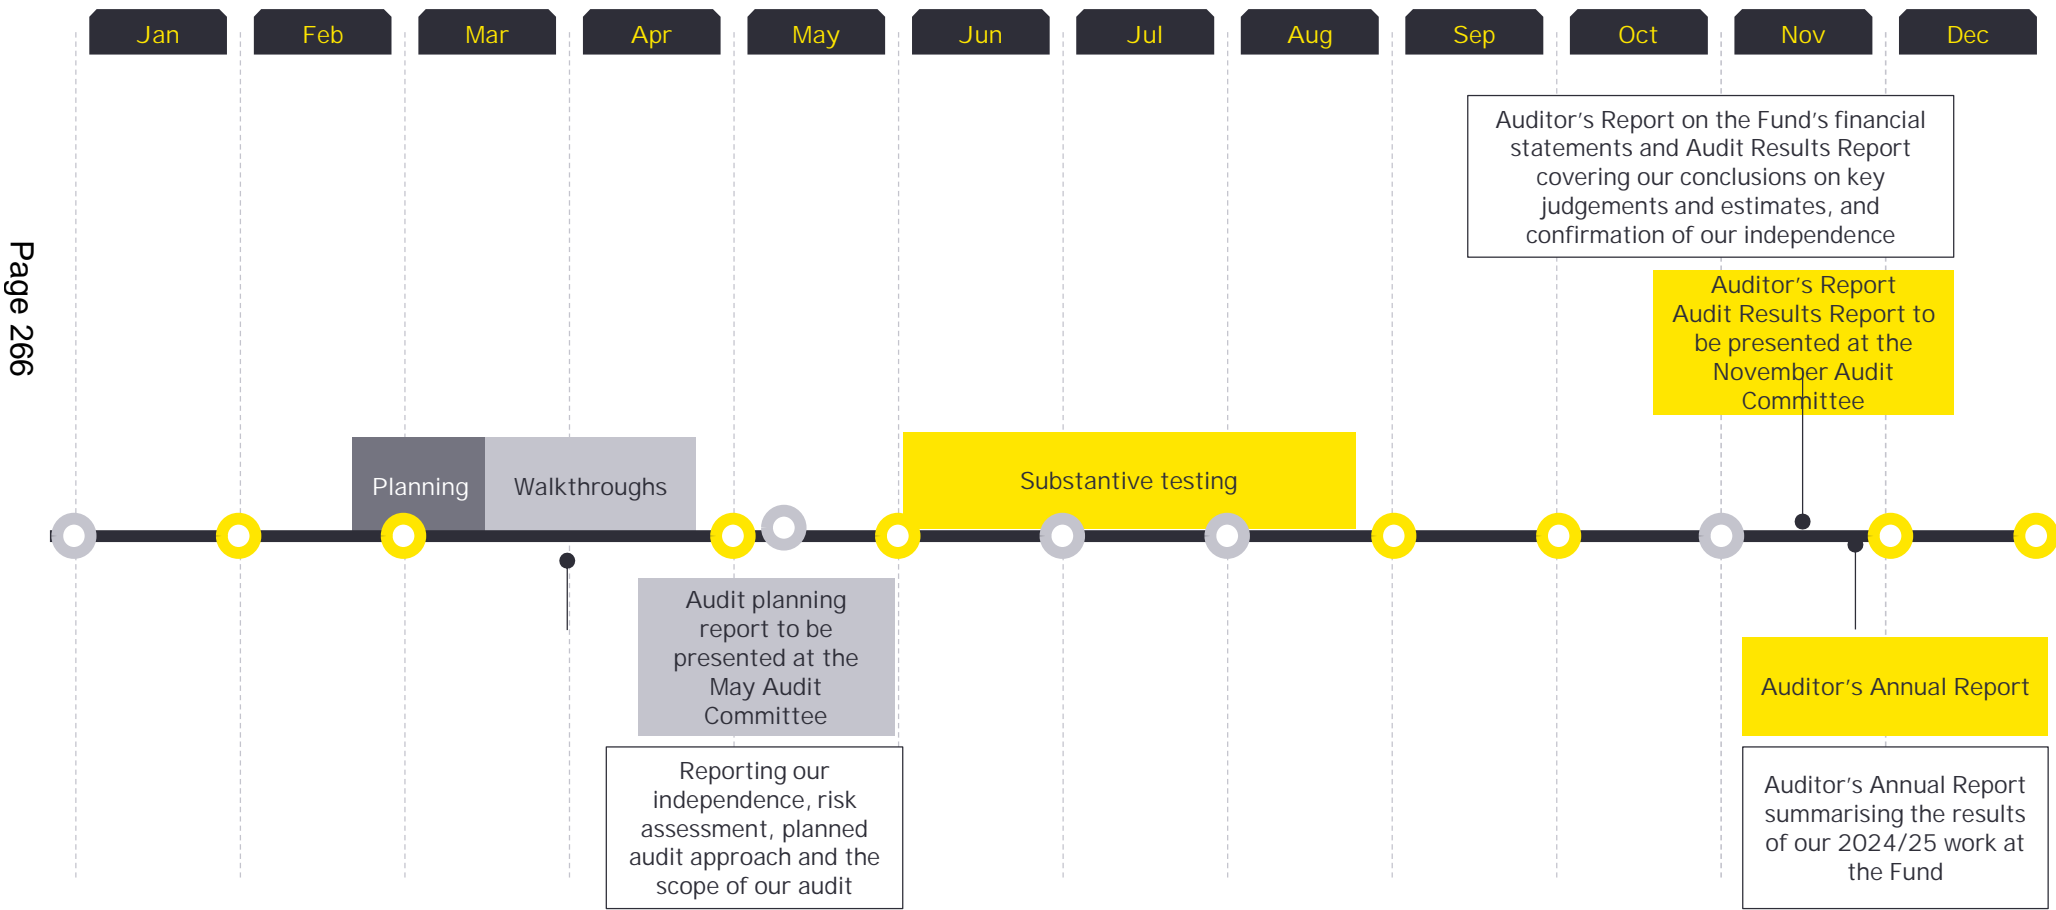 Jan
Feb
Mar
Apr
May
Jun
Jul
Aug
Sep
Oct
Nov
Dec
Auditor’s Report on the Fund’s financial
statements and Audit Results Report
covering our conclusions on key
judgements and estimates, and
confirmation of our independence
Page 266
Auditor’s Report
Audit Results Report to
be presented at the
November Audit
Committee
Planning
Walkthroughs
Substantive testing
Audit planning
report to be
presented at the
May Audit
Committee
Auditor’s Annual Report
Reporting our
independence, risk
assessment, planned
audit approach and the
scope of our audit
Auditor’s Annual Report
summarising the results
of our 2024/25 work at
the Fund